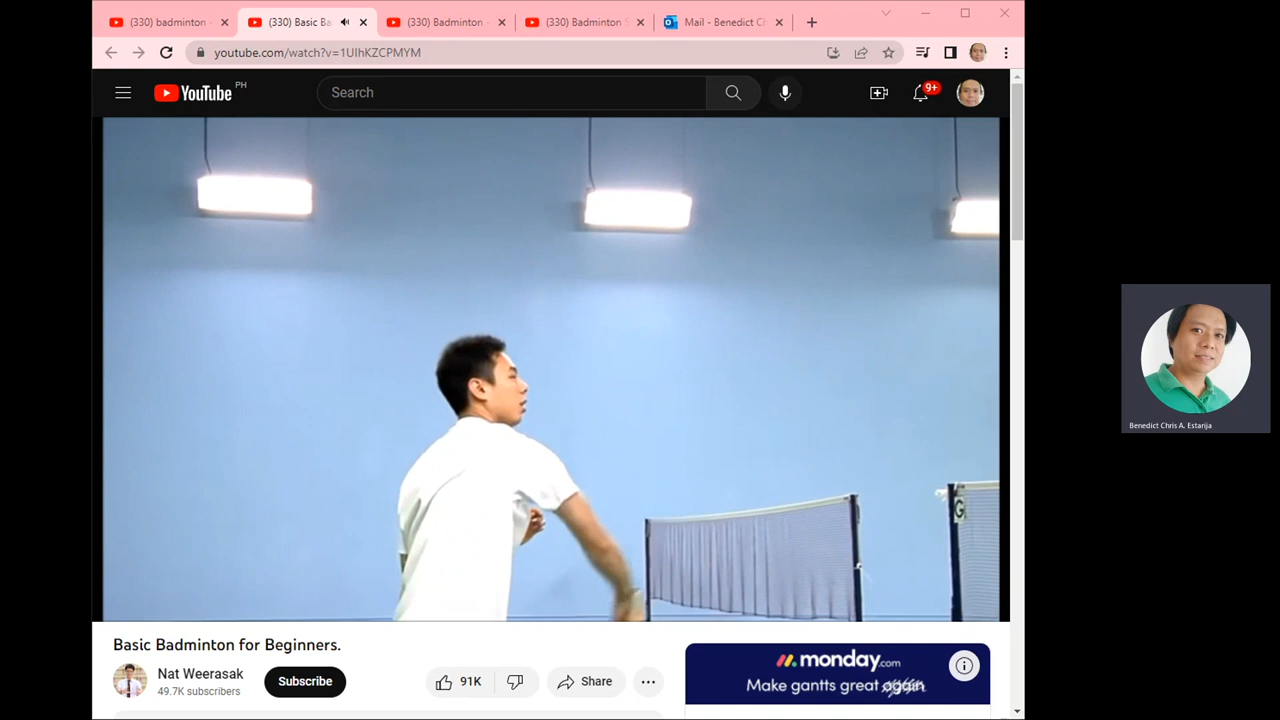 (330) badminton
(330) Basic Ba
(330) Badminton
(330) Badminton S
Mail - Benedict Ch
youtube.com/watch?v=1UIhKZCPMYM
YouTube PH
Search
9+
G
Benedict Chris A. Estarija
Basic Badminton for Beginners.
Nat Weerasak
49.7K subscribers
Subscribe
91K
Share
monday.com
Make gantts great again